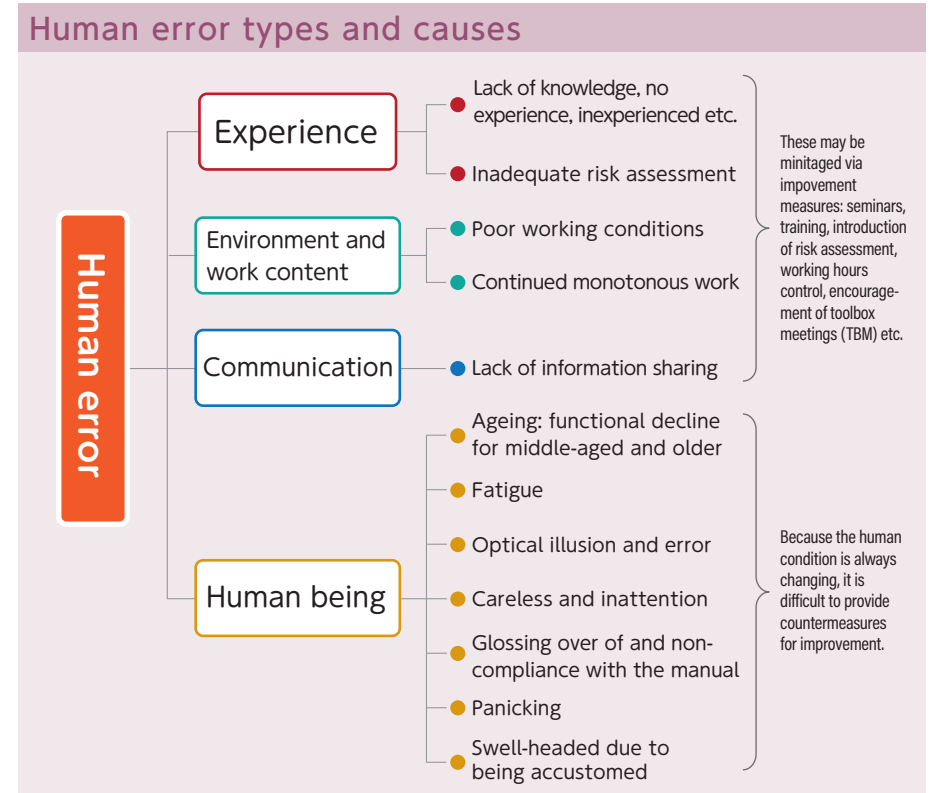 Human error types and causes
Human error
Experience
Lack of knowledge, no
experience, inexperienced etc.
Inadequate risk assessment
Environment and
work content
Poor working conditions
Continued monotonous work
Communication
Lack of information sharing
These may be
minitaged via
impovement
measures: seminars,
training, introduction
of risk assessment,
working hours
control, encourage-
ment of toolbox
meetings (TBM) etc.
Human being
Ageing: functional decline
for middle-aged and older
Fatigue
Optical illusion and error
Careless and inattention
Glossing over of and non-
compliance with the manual
Panicking
Swell-headed due to
being accustomed
Because the human
condition is always
changing, it is
difficult to provide
countermeasures
for improvement.